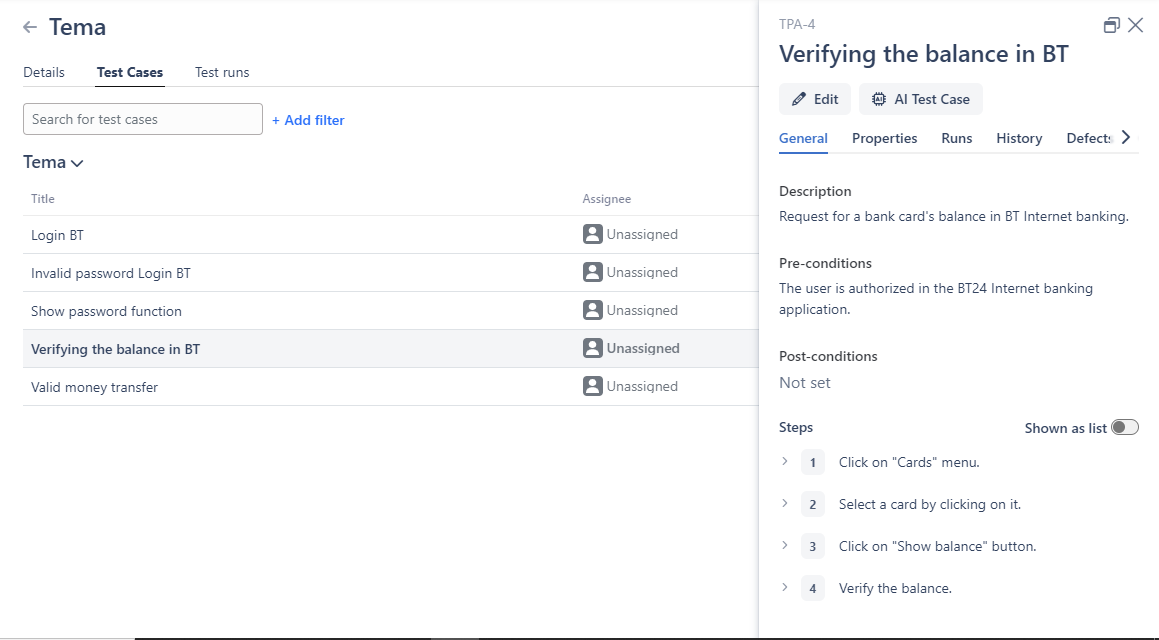 Tema
Details
Test Cases
Test runs
Search for test cases
+ Add filter
Tema
Title
Assignee
Login BT
Unassigned
Invalid password Login BT
Unassigned
Show password function
Unassigned
Verifying the balance in BT
Unassigned
Valid money transfer
Unassigned
TPA-4
Verifying the balance in BT
Edit
AI Test Case
General
Properties
Runs
History
Defects
Description
Request for a bank card's balance in BT Internet banking.
Pre-conditions
The user is authorized in the BT24 Internet banking
application.
Post-conditions
Not set
Steps
Shown as list
1 Click on "Cards" menu.
2 Select a card by clicking on it.
3 Click on "Show balance" button.
4 Verify the balance.